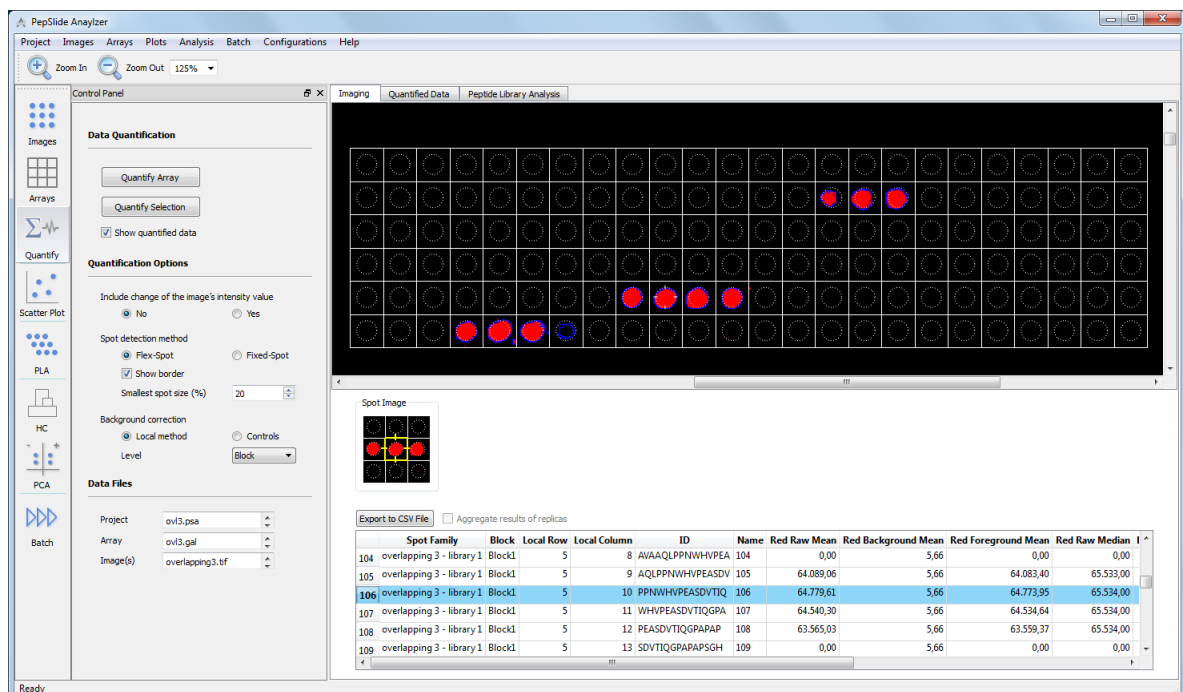 PepSlide Anaylzer
Project Images Arrays Plots Analysis Batch Configurations Help
Zoom In Zoom Out 125%
Control Panel
Images
Arrays
Quantify
Scatter Plot
PLA
HC
PCA
Batch
Data Quantification
Quantify Array
Quantify Selection
Show quantified data
Quantification Options
Include change of the image's intensity value
No Yes
Spot detection method
Flex-Spot Fixed-Spot
Show border
Smallest spot size (%) 20
Background correction
Local method Controls
Level Block
Data Files
Project ovl3.psa
Array ovl3.gal
Image(s) overlapping3.tif
Imaging Quantified Data Peptide Library Analysis
Spot Image
Export to CSV File Aggregate results of replicas
Spot Family Block Local Row Local Column ID Name Red Raw Mean Red Background Mean Red Foreground Mean Red Raw Median
104 overlapping 3 - library 1 Block1 5 8 AVAAQLPPNWHVPEA 104 0,00 5,66 0,00 0,00
105 overlapping 3 - library 1 Block1 5 9 AQLPPNWHVPEASDV 105 64.089,06 5,66 64.083,40 65.533,00
106 overlapping 3 - library 1 Block1 5 10 PPNWHVPEASDVTIQ 106 64.779,61 5,66 64.773,95 65.534,00
107 overlapping 3 - library 1 Block1 5 11 WHVPEASDVTIQGPA 107 64.540,30 5,66 64.534,64 65.534,00
108 overlapping 3 - library 1 Block1 5 12 PEASDVTIQGPAPAP 108 63.565,03 5,66 63.559,37 65.534,00
109 overlapping 3 - library 1 Block1 5 13 SDVTIQGPAPAPSGH 109 0,00 5,66 0,00 0,00
Ready